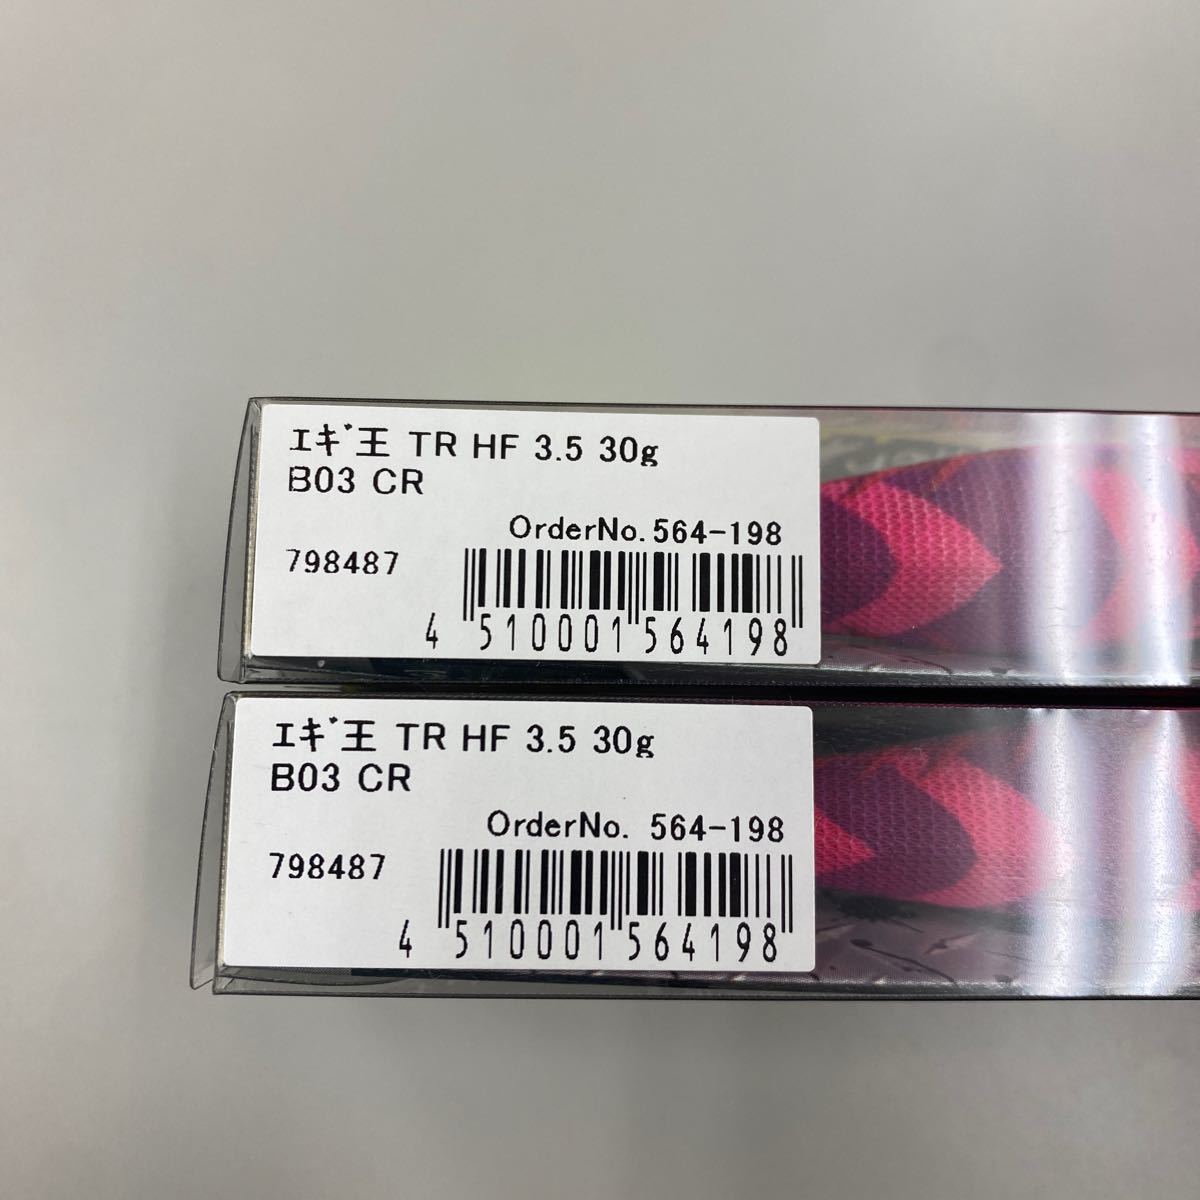 ｴｷﾞ王 TR HF 3.5 30g
B03 CR
OrderNo. 564-198
798487
4 510001 564198
ｴｷﾞ王 TR HF 3.5 30g
B03 CR
OrderNo. 564-198
798487
4 510001 564198